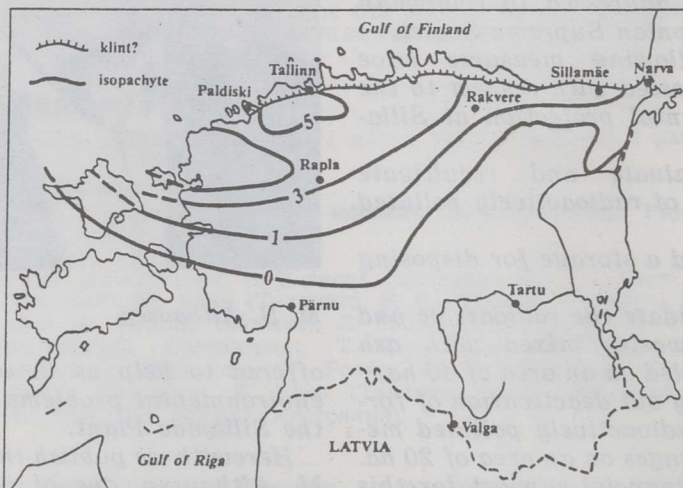 Gulf of Finland
klint?
isopachyte
Tallinn
Paldiski
Sillamäe
Narva
Rakvere
5
Rapla
3
1
0
Pärnu
Tartu
Valga
LATVIA
Gulf of Riga